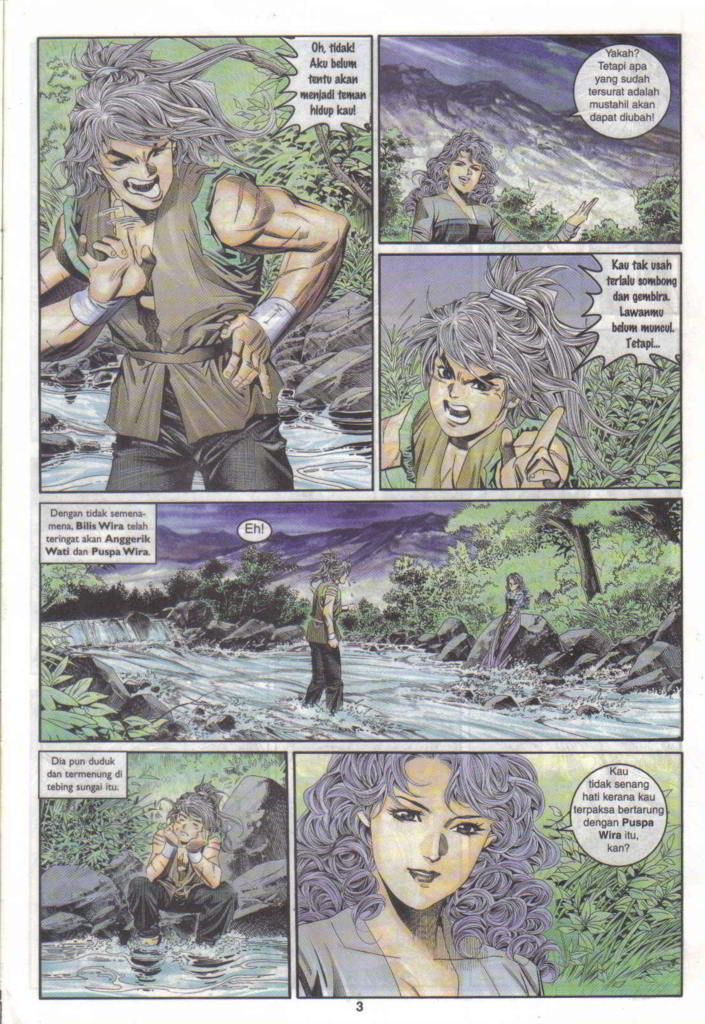 Oh, tidak!
Aku belum
tentu akan
menjadi teman
hidup kau!
Yakah?
Tetapi apa
yang sudah
tersurat adalah
mustahil akan
dapat diubah!
Kau tak usah
terlalu sombong
dan gembira.
Lawanmu
belum muncul.
Tetapi...
Dengan tidak semena-
mena, Bilis Wira telah
teringat akan Anggerik
Wati dan Puspa Wira.
Eh!
Dia pun duduk
dan termenung di
tebing sungai itu.
Kau
tidak senang
hati kerana kau
terpaksa bertarung
dengan Puspa
Wira itu,
kan?
3